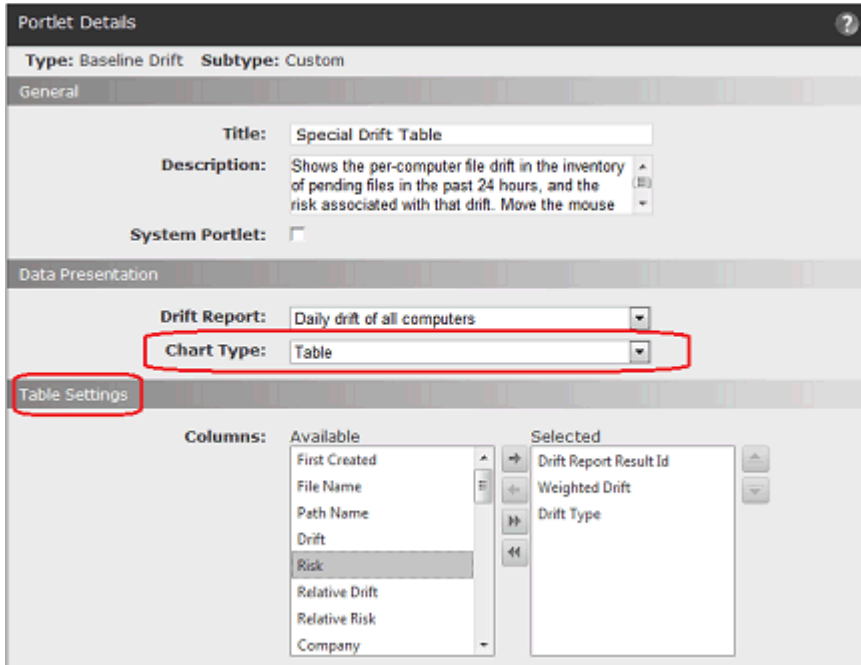 Portlet Details
?
Type: Baseline Drift Subtype: Custom
General
Title: Special Drift Table
Description: Shows the per-computer file drift in the inventory
of pending files in the past 24 hours, and the
risk associated with that drift. Move the mouse
System Portlet:
Data Presentation
Drift Report: Daily drift of all computers
Chart Type: Table
Table Settings
Columns: Available Selected
First Created Drift Report Result Id
File Name Weighted Drift
Path Name Drift Type
Drift
Risk
Relative Drift
Relative Risk
Company